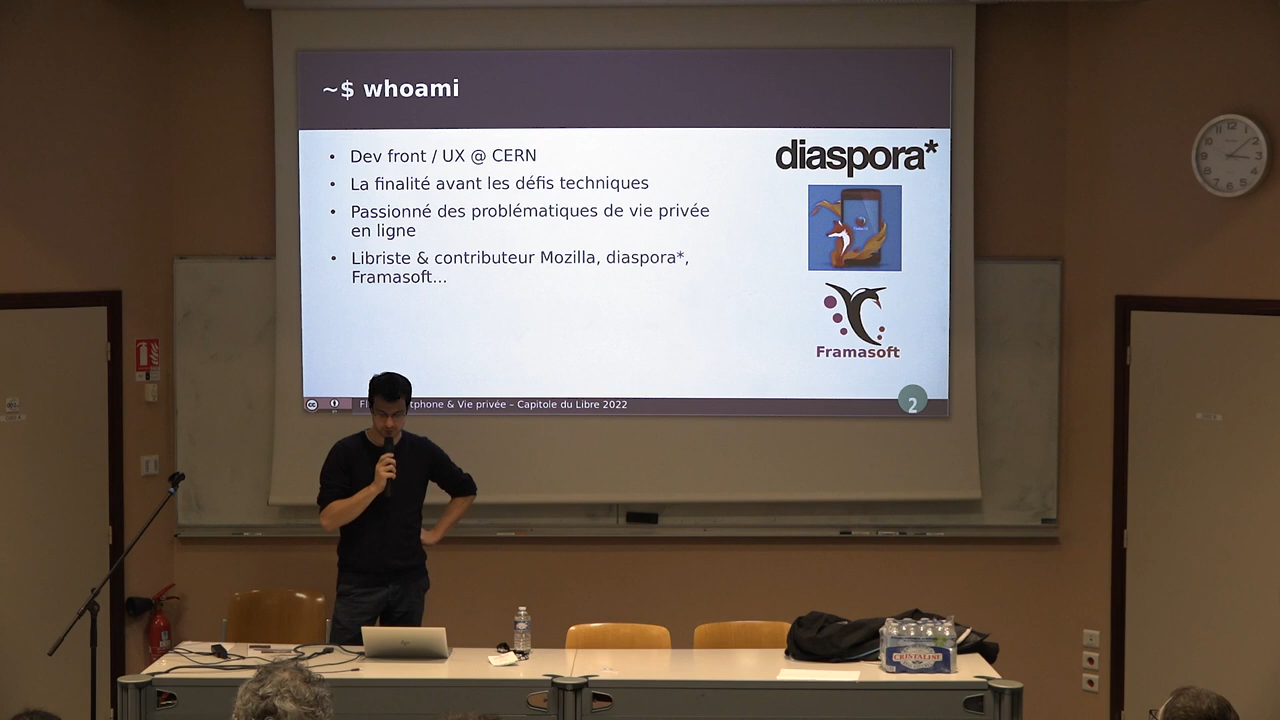 ~$ whoami
• Dev front / UX @ CERN
• La finalité avant les défis techniques
• Passionné des problématiques de vie privée
en ligne
• Libriste & contributeur Mozilla, diaspora*,
Framasoft...
diaspora*
Framasoft
phone & Vie privée – Capitole du Libre 2022
2
CRISTALINE